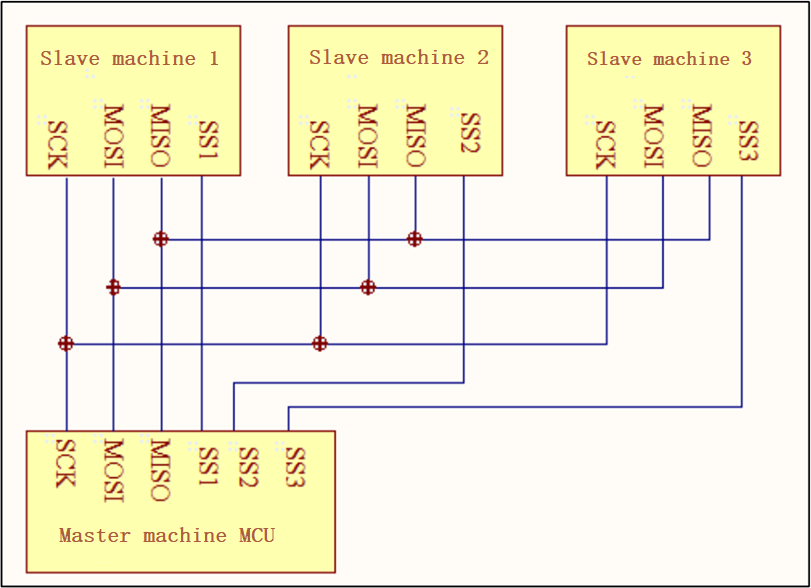 Slave machine 1
SCK
MOSI
MISO
SS1
Slave machine 2
SCK
MOSI
MISO
SS2
Slave machine 3
SCK
MOSI
MISO
SS3
SCK
MOSI
MISO
SS1
SS2
SS3
Master machine MCU